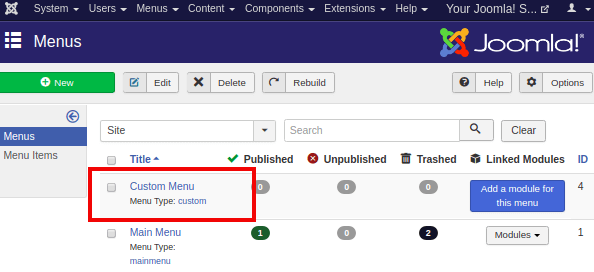 System Users Menus Content Components Extensions Help Your Joomla! S...
Menus
Joomla!®
New Edit Delete Rebuild Help Options
Menus
Menu Items
Site Search Clear
Title Published Unpublished Trashed Linked Modules ID
Custom Menu 0 0 0 Add a module for this menu 4
Menu Type: custom
Main Menu 1 0 2 Modules 1
Menu Type:
mainmenu